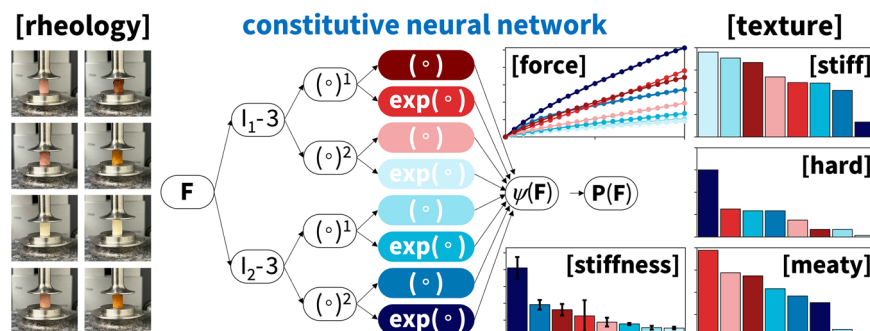 [rheology]
constitutive neural network
[texture]
F
I₁-3
I₂-3
(∘)¹
(∘)²
(∘)¹
(∘)²
(∘)
exp(∘)
(∘)
exp(∘)
(∘)
exp(∘)
(∘)
exp(∘)
ψ(F)
P(F)
[force]
[stiffness]
[stiff]
[hard]
[meaty]